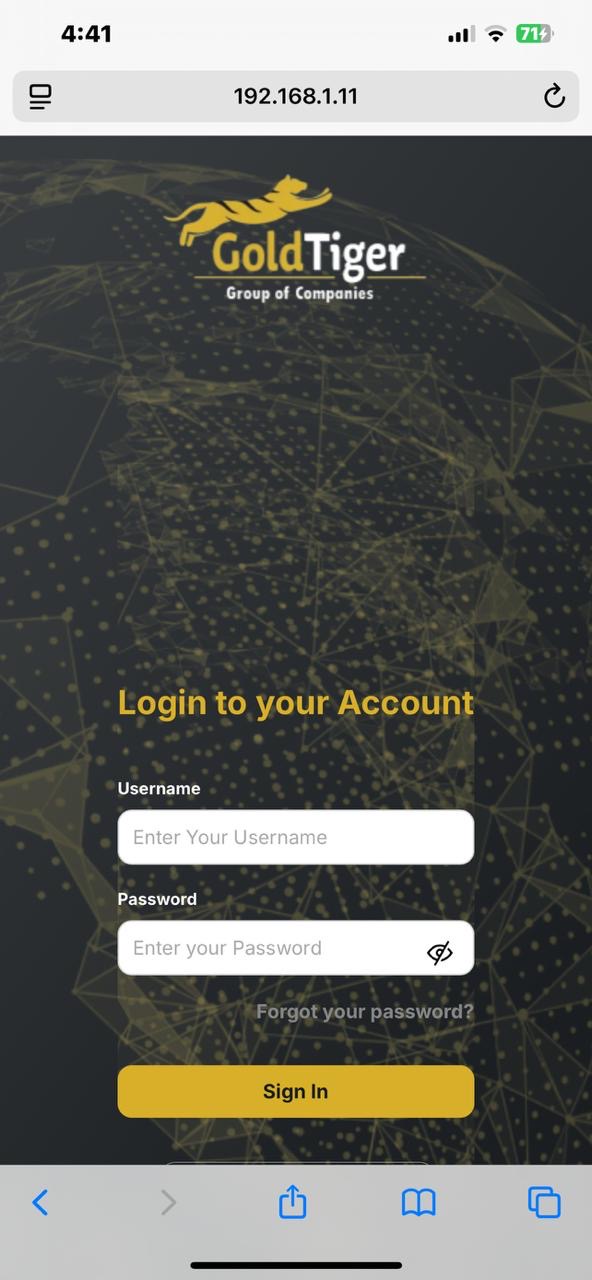 4:41
71
192.168.1.11
GoldTiger
Group of Companies
Login to your Account
Username
Enter Your Username
Password
Enter your Password
Forgot your password?
Sign In